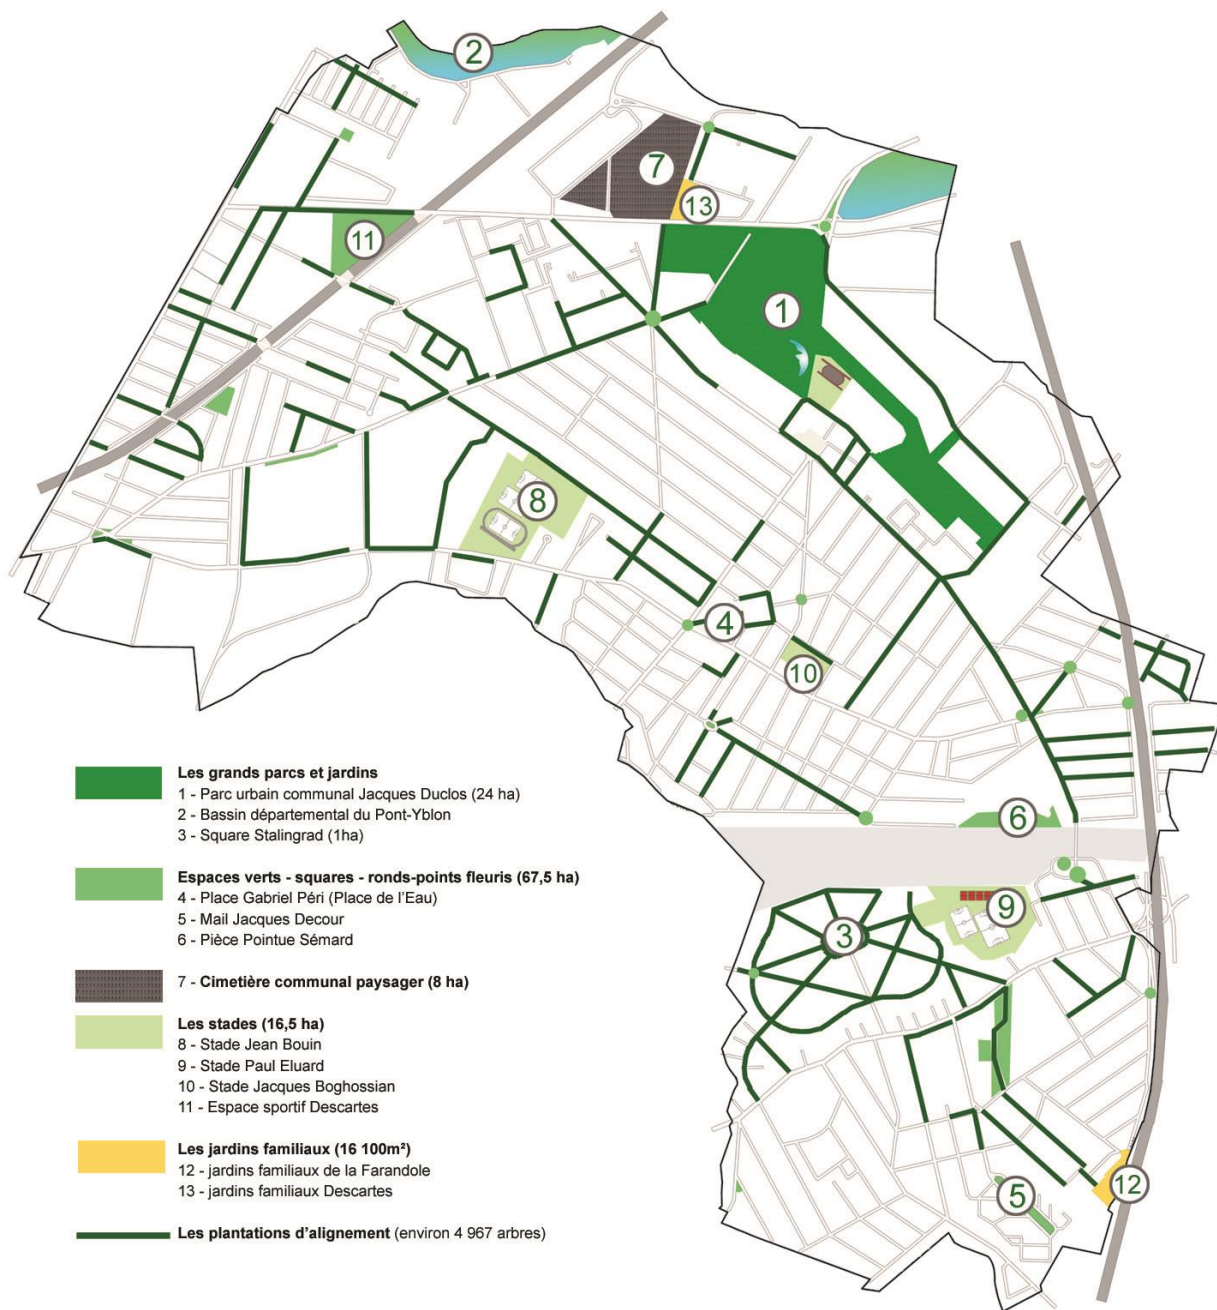 2
7
13
11
1
8
4
10
6
9
3
5
12
Les grands parcs et jardins
1 - Parc urbain communal Jacques Duclos (24 ha)
2 - Bassin départemental du Pont-Yblon
3 - Square Stalingrad (1ha)
Espaces verts - squares - ronds-points fleuris (67,5 ha)
4 - Place Gabriel Péri (Place de l'Eau)
5 - Mail Jacques Decour
6 - Pièce Pointue Sémard
7 - Cimetière communal paysager (8 ha)
Les stades (16,5 ha)
8 - Stade Jean Bouin
9 - Stade Paul Eluard
10 - Stade Jacques Boghossian
11 - Espace sportif Descartes
Les jardins familiaux (16 100m²)
12 - jardins familiaux de la Farandole
13 - jardins familiaux Descartes
Les plantations d'alignement (environ 4 967 arbres)